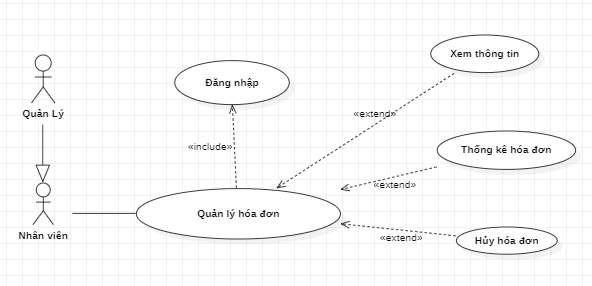 Xem thông tin
Đăng nhập
Quản Lý
«extend»
«include»
Thống kê hóa đơn
«extend»
Quản lý hóa đơn
Nhân viên
«extend»
Hủy hóa đơn